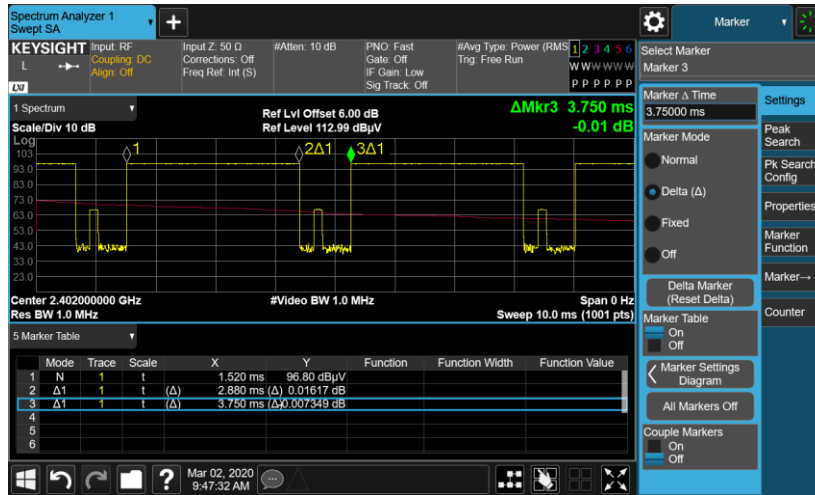 Spectrum Analyzer 1
Swept SA
+
Marker
KEYSIGHT
L
LXI
Input: RF
Coupling: DC
Align: Off
Input Z: 50 Ω
Corrections: Off
Freq Ref: Int (S)
#Atten: 10 dB
PNO: Fast
Gate: Off
IF Gain: Low
Sig Track: Off
#Avg Type: Power (RMS
Trig: Free Run
1 2 3 4 5 6
W W W W W W
P P P P P P
Select Marker
Marker 3
1 Spectrum
Scale/Div 10 dB
Log
Ref Lvl Offset 6.00 dB
Ref Level 112.99 dBµV
ΔMkr3 3.750 ms
-0.01 dB
103
93.0
83.0
73.0
63.0
53.0
43.0
33.0
23.0
1
2Δ1
3Δ1
Center 2.402000000 GHz
Res BW 1.0 MHz
#Video BW 1.0 MHz
Span 0 Hz
Sweep 10.0 ms (1001 pts)
5 Marker Table
Mode Trace Scale X Y Function Function Width Function Value
1 N 1 t 1.520 ms 96.80 dBµV
2 Δ1 1 t (Δ) 2.880 ms (Δ) 0.01617 dB
3 Δ1 1 t (Δ) 3.750 ms (Δ)0.007349 dB
4
5
6
Marker Δ Time
3.75000 ms
Marker Mode
Normal
Delta (Δ)
Fixed
Off
Delta Marker
(Reset Delta)
Marker Table
On
Off
Marker Settings
Diagram
All Markers Off
Couple Markers
On
Off
Settings
Peak
Search
Pk Search
Config
Properties
Marker
Function
Marker→
Counter
?
Mar 02, 2020
9:47:32 AM